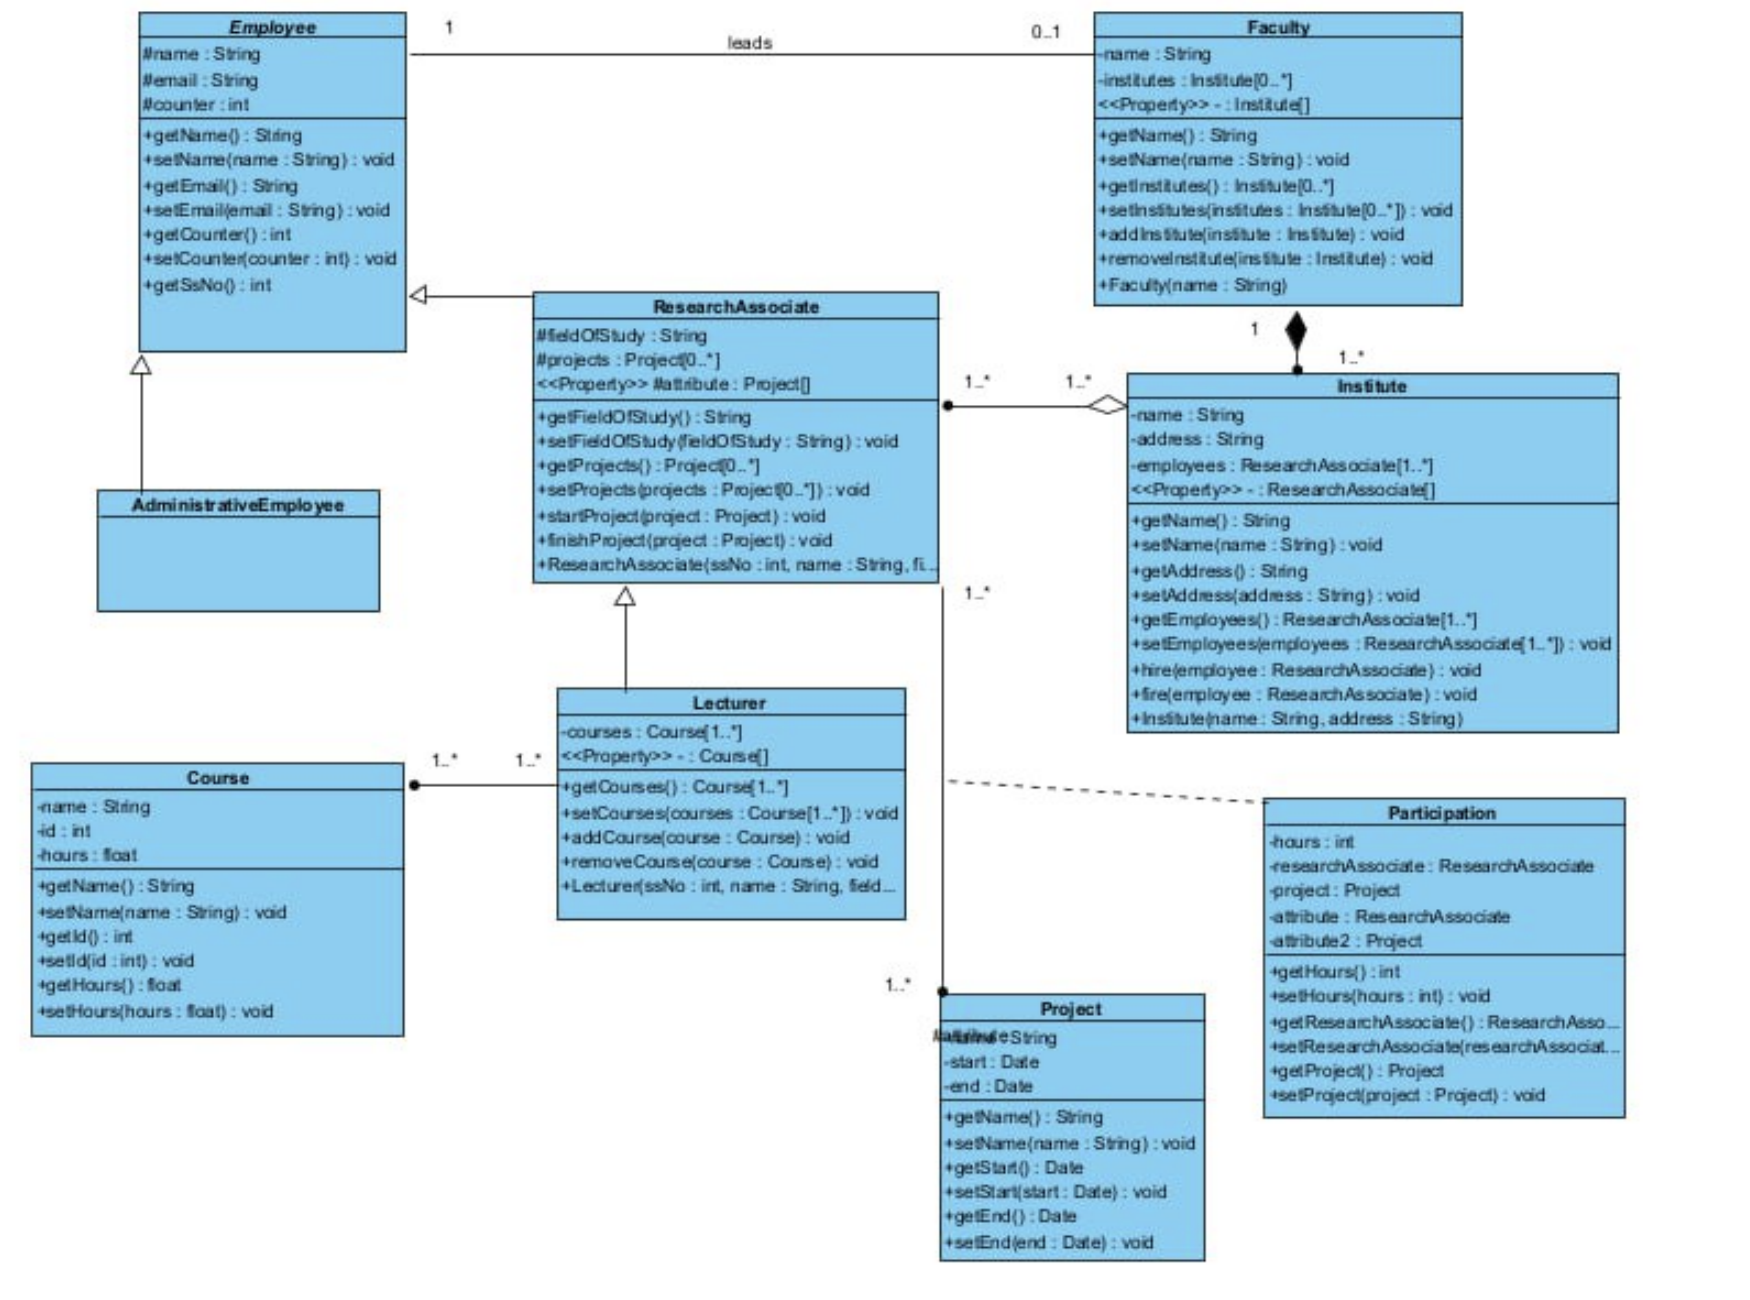 Employee
#name : String
#email : String
#counter : int
+getName() : String
+setName(name : String) : void
+getEmail() : String
+setEmail(email : String) : void
+getCounter() : int
+setCounter(counter : int) : void
+getSsNo() : int
1
leads
0..1
Faculty
-name : String
-institutes : Institute[0..*]
<<Property>> - : Institute[]
+getName() : String
+setName(name : String) : void
+getInstitutes() : Institute[0..*]
+setInstitutes(institutes : Institute[0..*]) : void
+addInstitute(institute : Institute) : void
+removeInstitute(institute : Institute) : void
+Faculty(name : String)
1
1..*
ResearchAssociate
#fieldOfStudy : String
#projects : Project[0..*]
<<Property>> #attribute : Project[]
+getFieldOfStudy() : String
+setFieldOfStudy(fieldOfStudy : String) : void
+getProjects() : Project[0..*]
+setProjects(projects : Project[0..*]) : void
+startProject(project : Project) : void
+finishProject(project : Project) : void
+ResearchAssociate(ssNo : int, name : String, fi...
1..*
1..*
Institute
-name : String
-address : String
-employees : ResearchAssociate[1..*]
<<Property>> - : ResearchAssociate[]
+getName() : String
+setName(name : String) : void
+getAddress() : String
+setAddress(address : String) : void
+getEmployees() : ResearchAssociate[1..*]
+setEmployees(employees : ResearchAssociate[1..*]) : void
+hire(employee : ResearchAssociate) : void
+fire(employee : ResearchAssociate) : void
+Institute(name : String, address : String)
AdministrativeEmployee
1..*
Lecturer
-courses : Course[1..*]
<<Property>> - : Course[]
+getCourses() : Course[1..*]
+setCourses(courses : Course[1..*]) : void
+addCourse(course : Course) : void
+removeCourse(course : Course) : void
+Lecturer(ssNo : int, name : String, field...
1..*
1..*
Course
-name : String
-id : int
-hours : float
+getName() : String
+setName(name : String) : void
+getId() : int
+setId(id : int) : void
+getHours() : float
+setHours(hours : float) : void
Participation
-hours : int
-researchAssociate : ResearchAssociate
-project : Project
-attribute : ResearchAssociate
-attribute2 : Project
+getHours() : int
+setHours(hours : int) : void
+getResearchAssociate() : ResearchAsso...
+setResearchAssociate(researchAssociat...
+getProject() : Project
+setProject(project : Project) : void
1..*
Project
String
-start : Date
-end : Date
+getName() : String
+setName(name : String) : void
+getStart() : Date
+setStart(start : Date) : void
+getEnd() : Date
+setEnd(end : Date) : void